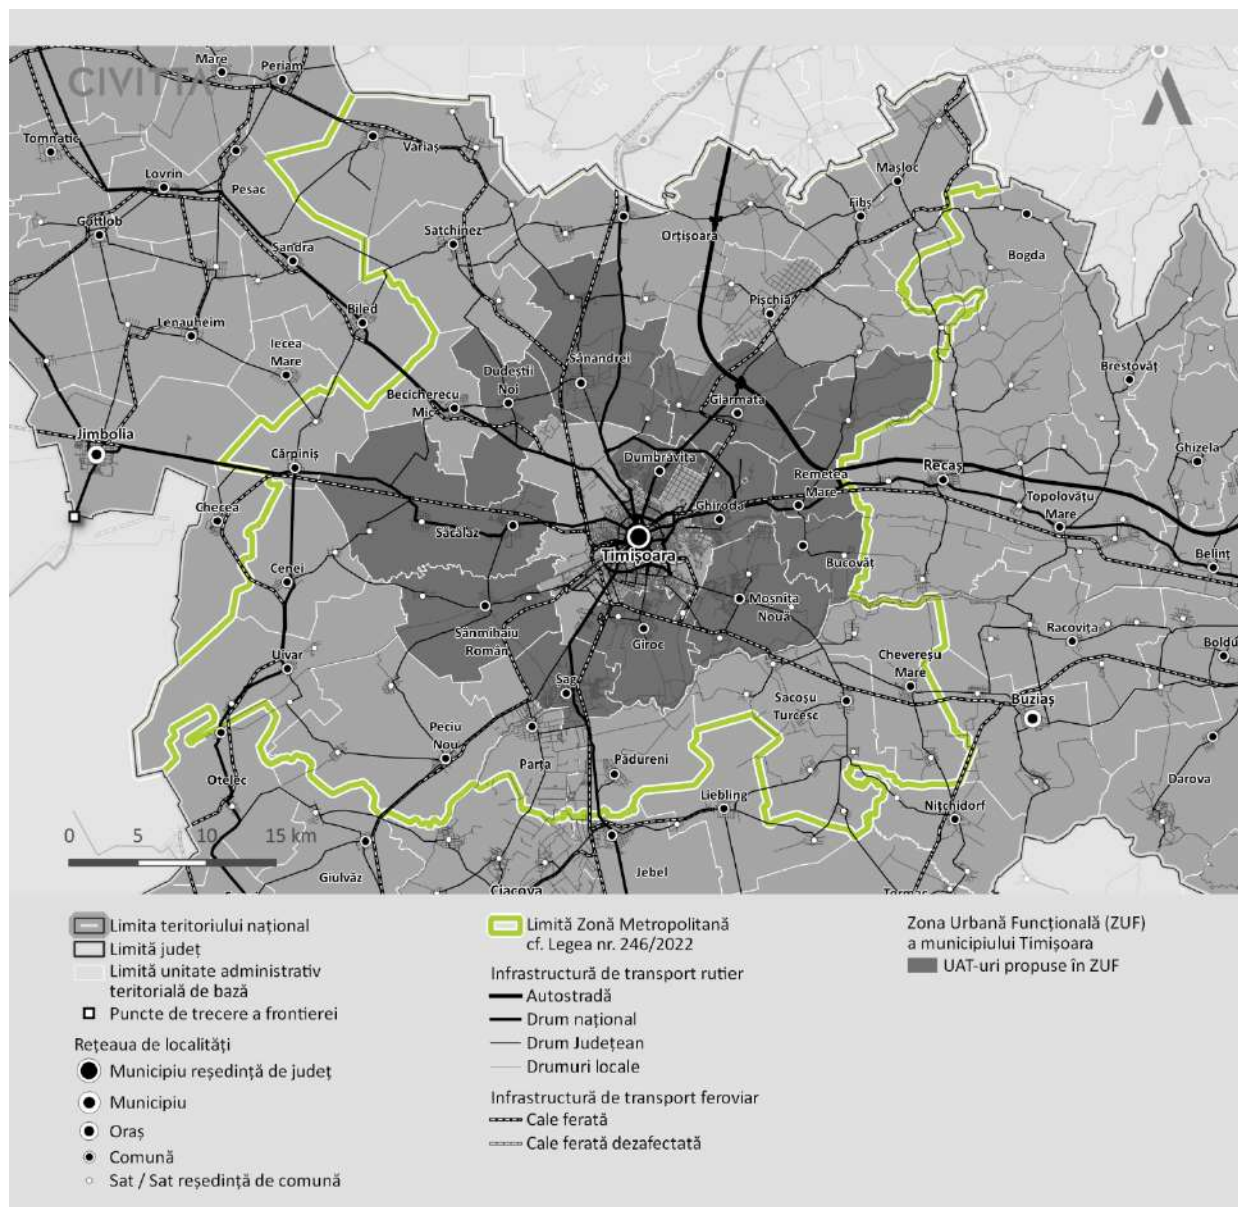 CIVITTA
Mare
Periam
Tomnatic
Variaș
Lovrin
Pesac
Mașloc
Fibiș
Gottlob
Satchinez
Orțișoara
Șandra
Bogda
Pișchia
Biled
Lenauheim
Iecea
Mare
Sânandrei
Dudeștii
Noi
Brestovăț
Becicherecu
Mic
Giarmata
Jimbolia
Cărpiniș
Dumbrăvița
Ghizela
Remetea
Mare
Recaș
Checea
Ghiroda
Topolovățu
Mare
Săcălaz
Timișoara
Belinț
Cenei
Bucovăț
Moșnița
Nouă
Sânmihaiu
Român
Giroc
Racovița
Boldu
Uivar
Chevereșu
Mare
Șag
Sacoșu
Turcesc
Buziaș
Peciu
Nou
Otelec
Parța
Pădureni
Darova
Liebling
Nițchidorf
0 5 10 15 km
Giulvăz
Ciacova
Jebel
Limita teritoriului național
Limită județ
Limită unitate administrativ
teritorială de bază
Puncte de trecere a frontierei
Rețeaua de localități
Municipiu reședință de județ
Municipiu
Oraș
Comună
Sat / Sat reședință de comună
Limită Zonă Metropolitană
cf. Legea nr. 246/2022
Infrastructură de transport rutier
Autostradă
Drum național
Drum Județean
Drumuri locale
Infrastructură de transport feroviar
Cale ferată
Cale ferată dezafectată
Zona Urbană Funcțională (ZUF)
a municipiului Timișoara
UAT-uri propuse în ZUF